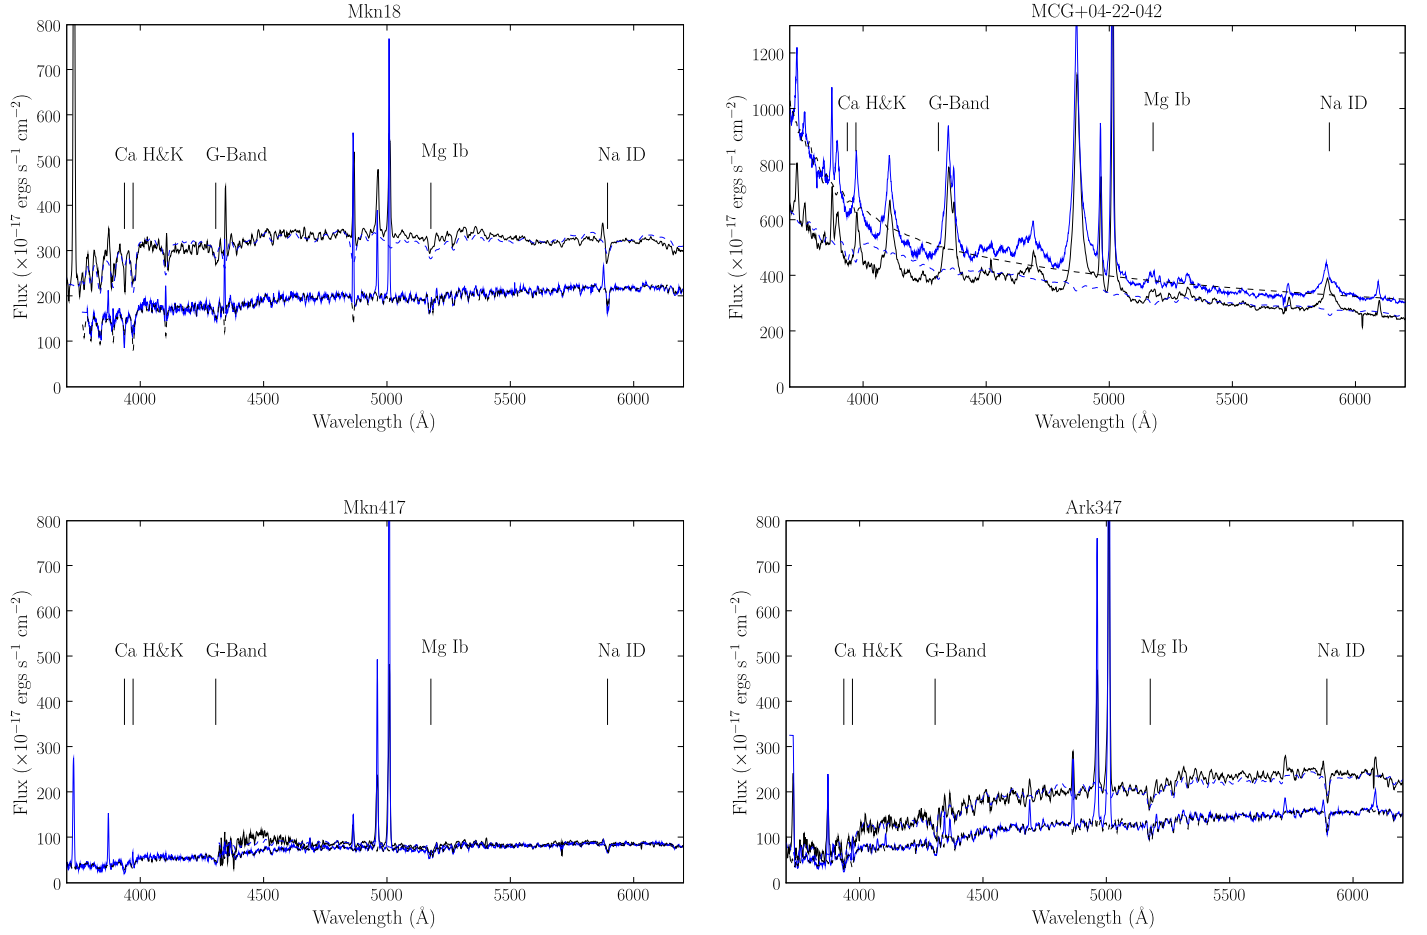 Mkn18
800
700
600
500
400
300
200
100
0
Flux (×10⁻¹⁷ ergs s⁻¹ cm⁻²)
Ca H&K
G-Band
Mg Ib
Na ID
4000 4500 5000 5500 6000
Wavelength (Å)
MCG+04-22-042
1200
1000
800
600
400
200
0
Flux (×10⁻¹⁷ ergs s⁻¹ cm⁻²)
Ca H&K
G-Band
Mg Ib
Na ID
4000 4500 5000 5500 6000
Wavelength (Å)
Mkn417
800
700
600
500
400
300
200
100
0
Flux (×10⁻¹⁷ ergs s⁻¹ cm⁻²)
Ca H&K
G-Band
Mg Ib
Na ID
4000 4500 5000 5500 6000
Wavelength (Å)
Ark347
800
700
600
500
400
300
200
100
0
Flux (×10⁻¹⁷ ergs s⁻¹ cm⁻²)
Ca H&K
G-Band
Mg Ib
Na ID
4000 4500 5000 5500 6000
Wavelength (Å)